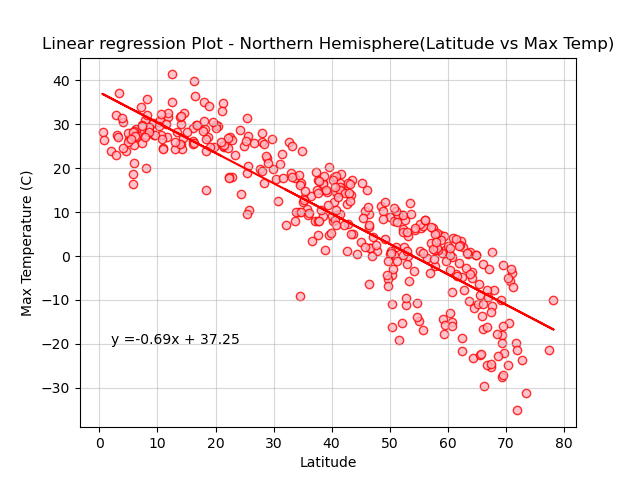 Linear regression Plot - Northern Hemisphere(Latitude vs Max Temp)
40
30
20
10
0
−10
−20
−30
Max Temperature (C)
y =-0.69x + 37.25
0 10 20 30 40 50 60 70 80
Latitude